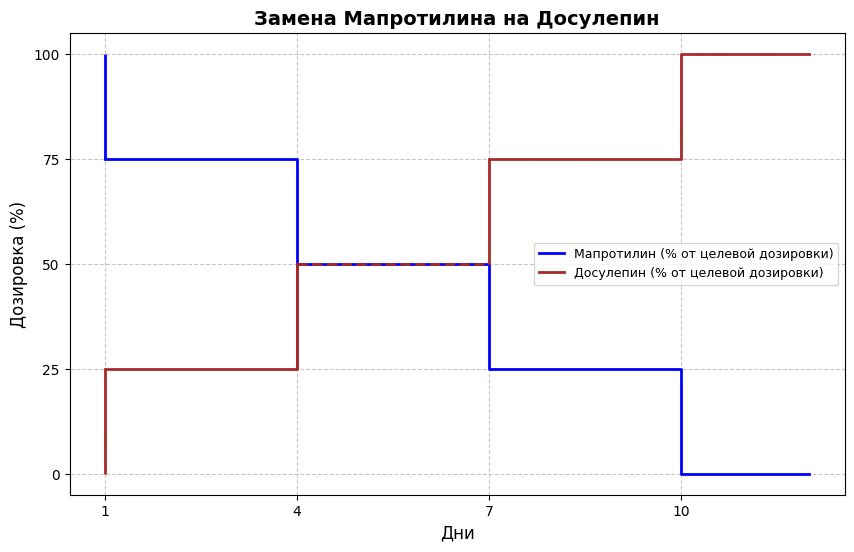 Замена Мапротилина на Досулепин
Дозировка (%)
100
75
50
25
0
Мапротилин (% от целевой дозировки)
Досулепин (% от целевой дозировки)
1 4 7 10
Дни